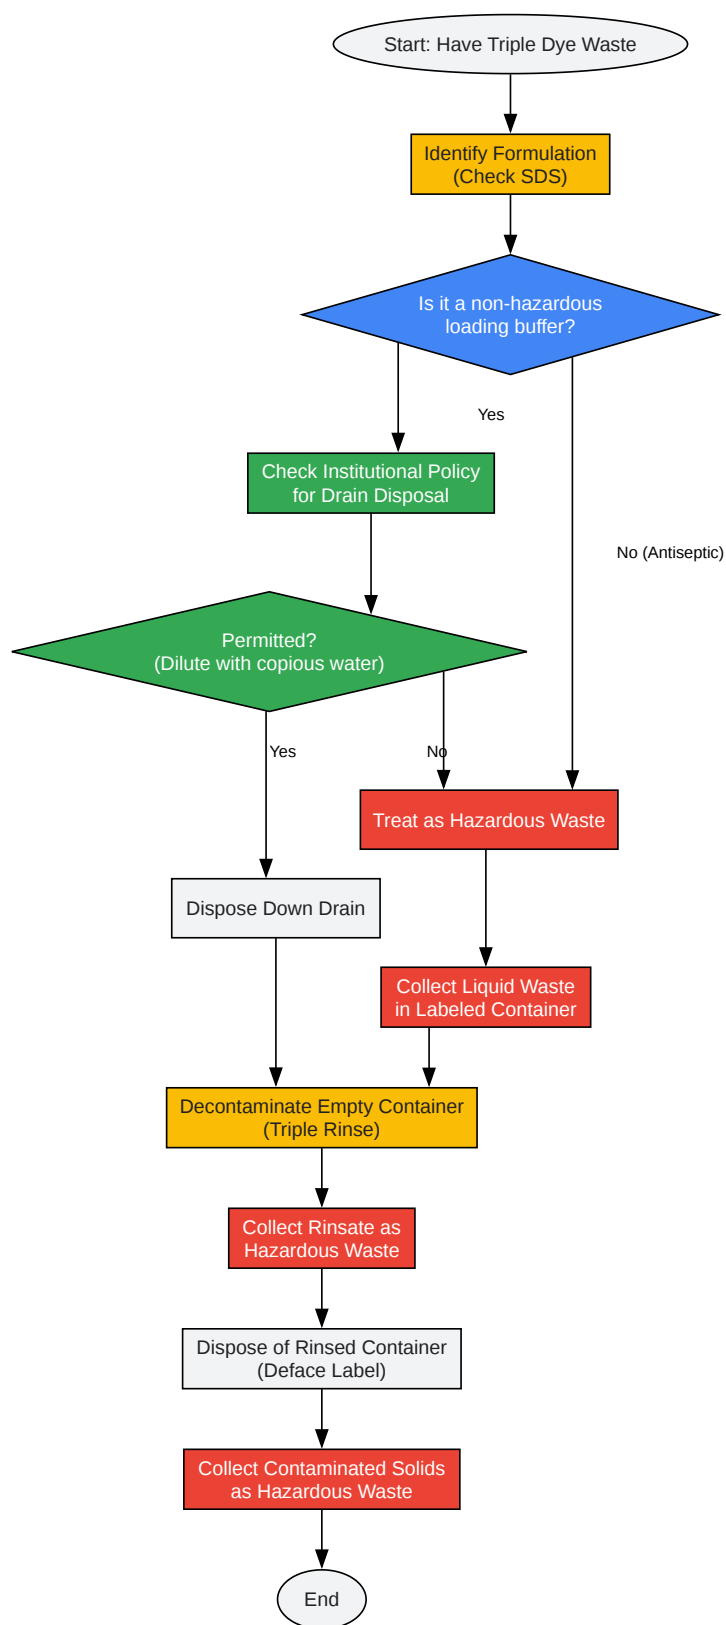 Start: Have Triple Dye Waste
Identify Formulation
(Check SDS)
Is it a non-hazardous
loading buffer?
Yes
Check Institutional Policy
for Drain Disposal
No (Antiseptic)
Permitted?
(Dilute with copious water)
Yes
No
Treat as Hazardous Waste
Dispose Down Drain
Collect Liquid Waste
in Labeled Container
Decontaminate Empty Container
(Triple Rinse)
Collect Rinsate as
Hazardous Waste
Dispose of Rinsed Container
(Deface Label)
Collect Contaminated Solids
as Hazardous Waste
End